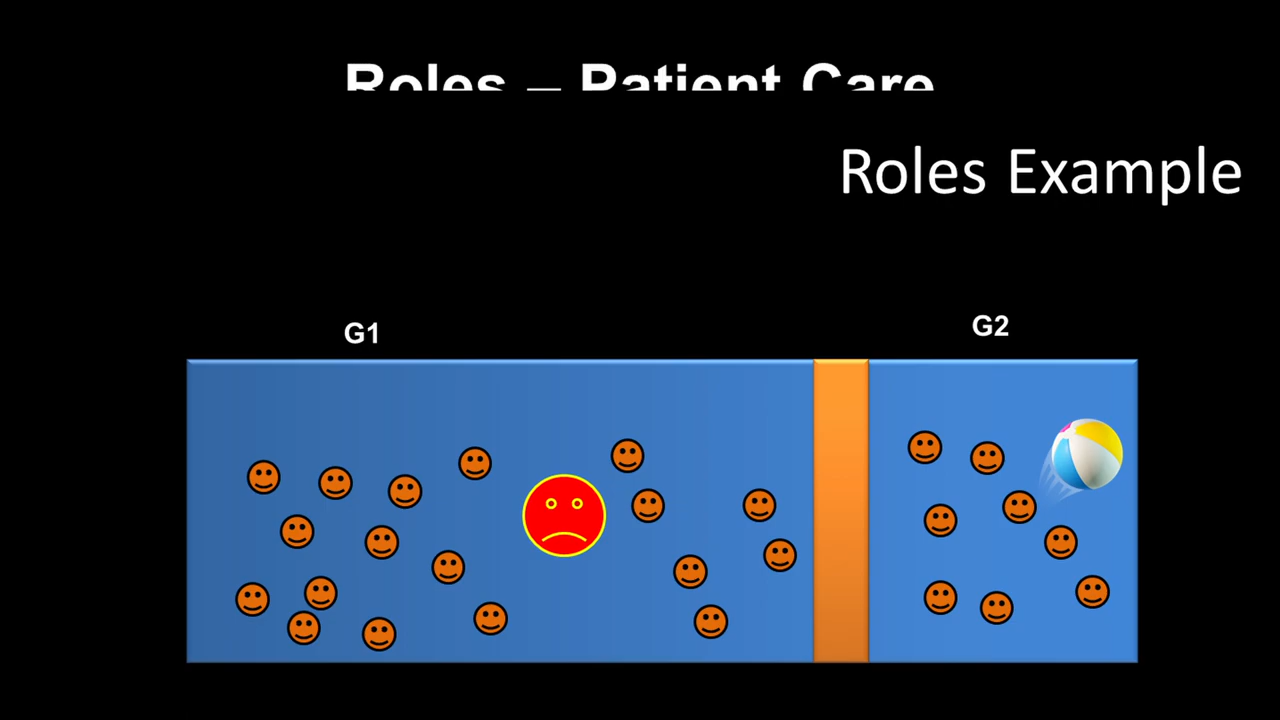 Roles – Patient Care
Roles Example
G1
G2